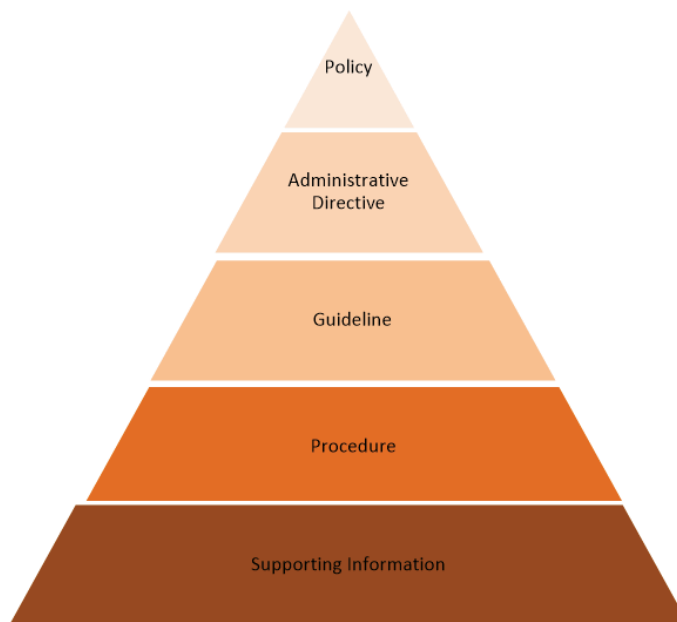 Policy
Administrative
Directive
Guideline
Procedure
Supporting Information